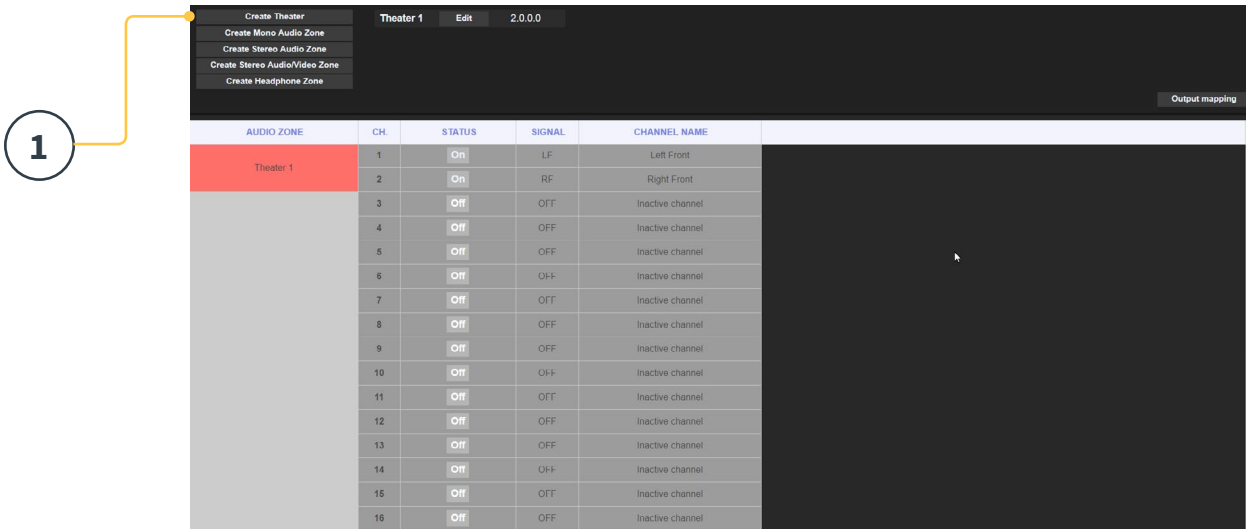 1
Create Theater
Create Mono Audio Zone
Create Stereo Audio Zone
Create Stereo Audio/Video Zone
Create Headphone Zone
Theater 1 Edit 2.0.0.0
Output mapping
AUDIO ZONE CH. STATUS SIGNAL CHANNEL NAME
Theater 1
1 On LF Left Front
2 On RF Right Front
3 Off OFF Inactive channel
4 Off OFF Inactive channel
5 Off OFF Inactive channel
6 Off OFF Inactive channel
7 Off OFF Inactive channel
8 Off OFF Inactive channel
9 Off OFF Inactive channel
10 Off OFF Inactive channel
11 Off OFF Inactive channel
12 Off OFF Inactive channel
13 Off OFF Inactive channel
14 Off OFF Inactive channel
15 Off OFF Inactive channel
16 Off OFF Inactive channel